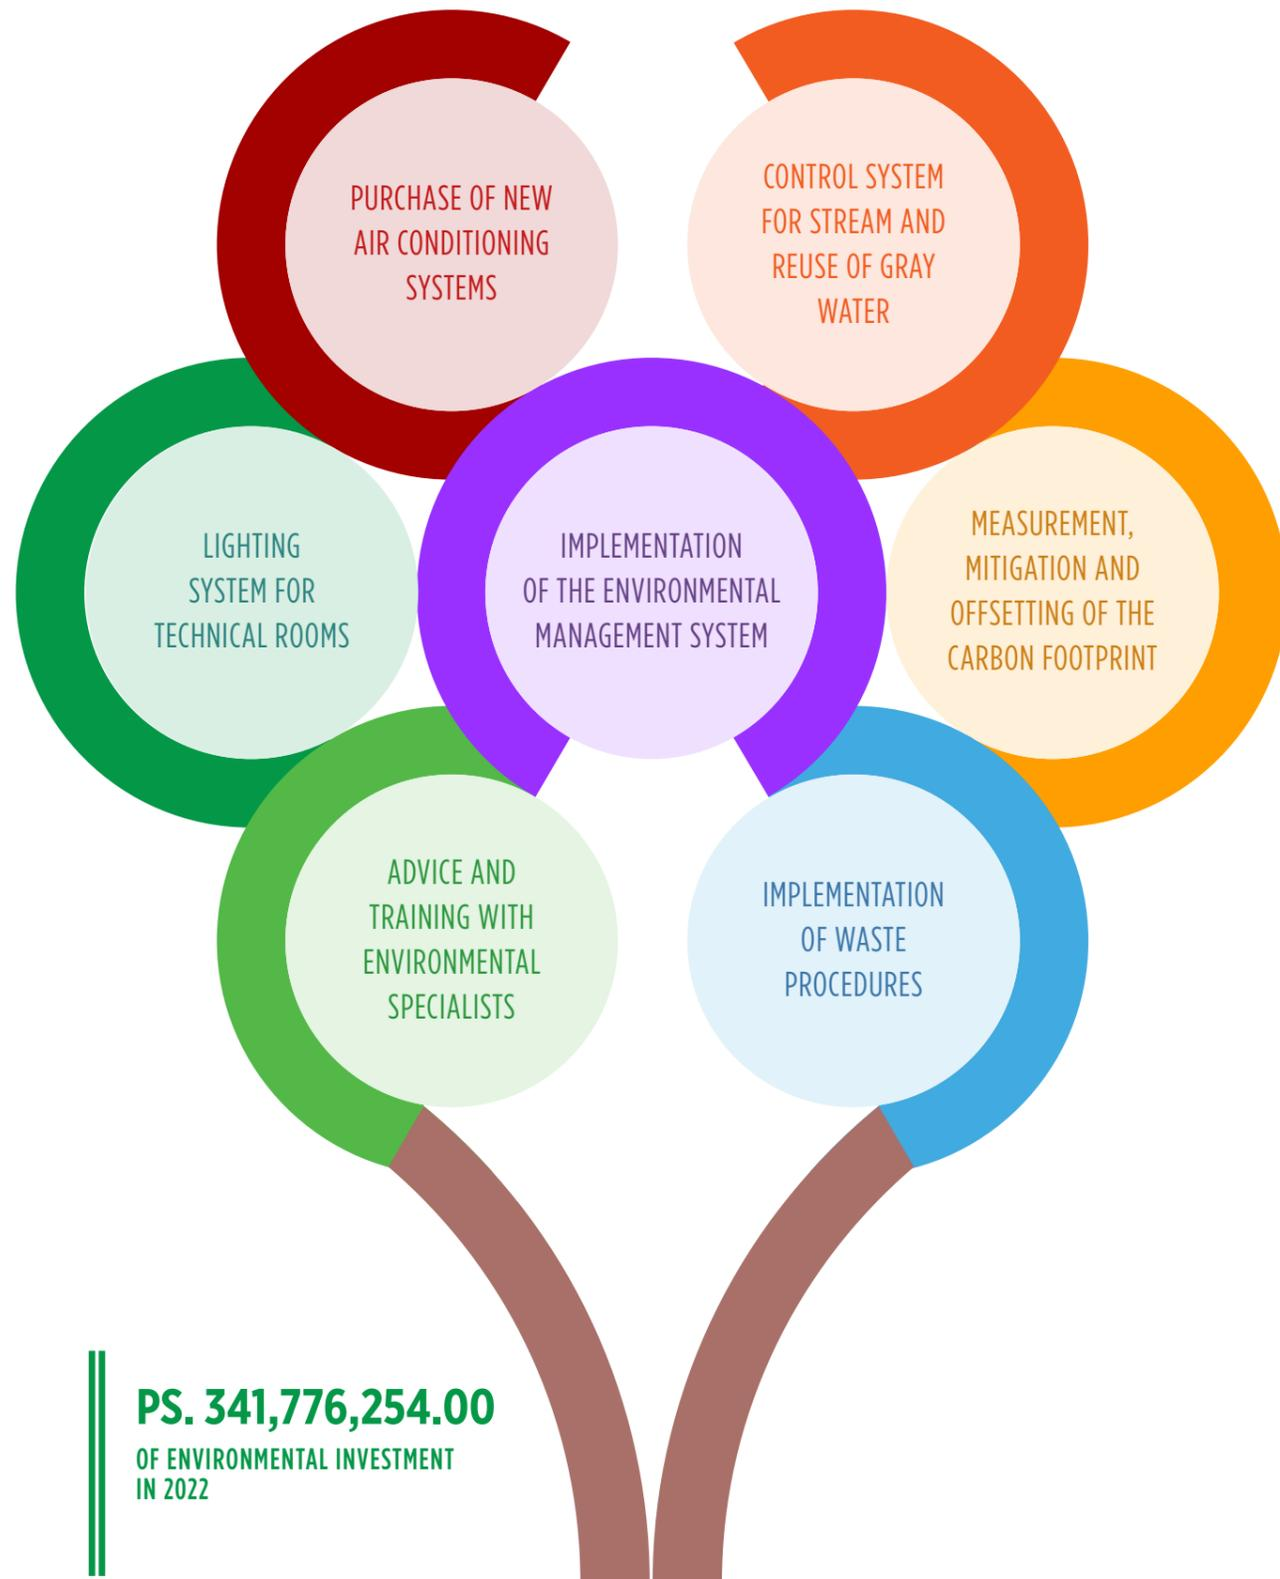 PURCHASE OF NEW
AIR CONDITIONING
SYSTEMS
CONTROL SYSTEM
FOR STREAM AND
REUSE OF GRAY
WATER
LIGHTING
SYSTEM FOR
TECHNICAL ROOMS
IMPLEMENTATION
OF THE ENVIRONMENTAL
MANAGEMENT SYSTEM
MEASUREMENT,
MITIGATION AND
OFFSETTING OF THE
CARBON FOOTPRINT
ADVICE AND
TRAINING WITH
ENVIRONMENTAL
SPECIALISTS
IMPLEMENTATION
OF WASTE
PROCEDURES
PS. 341,776,254.00
OF ENVIRONMENTAL INVESTMENT
IN 2022